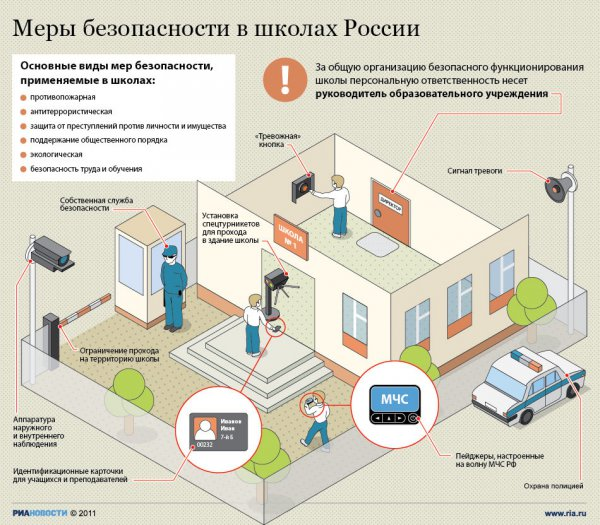 Меры безопасности в школах России
Основные виды мер безопасности,
применяемые в школах:
противопожарная
антитеррористическая
защита от преступлений против личности и имущества
поддержание общественного порядка
экологическая
безопасность труда и обучения
!
За общую организацию безопасного функционирования
школы персональную ответственность несет
руководитель образовательного учреждения
«Тревожная»
кнопка
Сигнал тревоги
ДИРЕКТОР
Собственная служба
безопасности
Установка
спецтурникетов
для прохода
в здание школы
ШКОЛА
№ 1
Ограничение прохода
на территорию школы
МЧС
Иванов
Иван
7-й Б
00232
Аппаратура
наружного
и внутреннего
наблюдения
Пейджеры, настроенные
на волну МЧС РФ
Идентификационные карточки
для учащихся и преподавателей
Охрана полицией
РИАНОВОСТИ © 2011
www.ria.ru